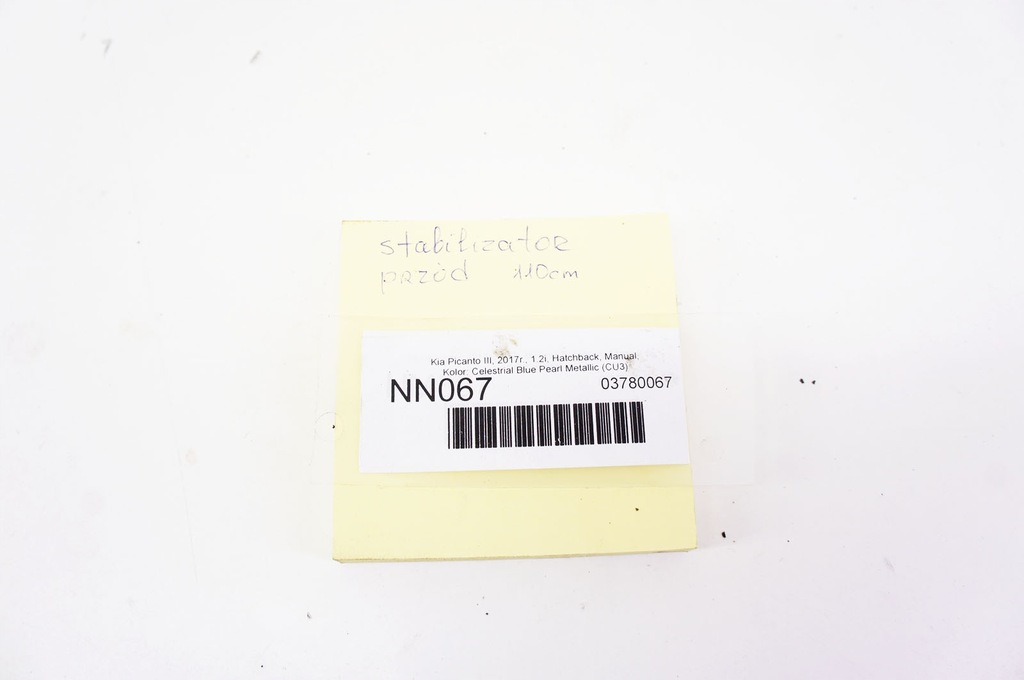 stabilizator
przód 110cm
Kia Picanto III, 2017r., 1.2i, Hatchback, Manual,
Kolor: Celestrial Blue Pearl Metallic (CU3)
NN067 03780067